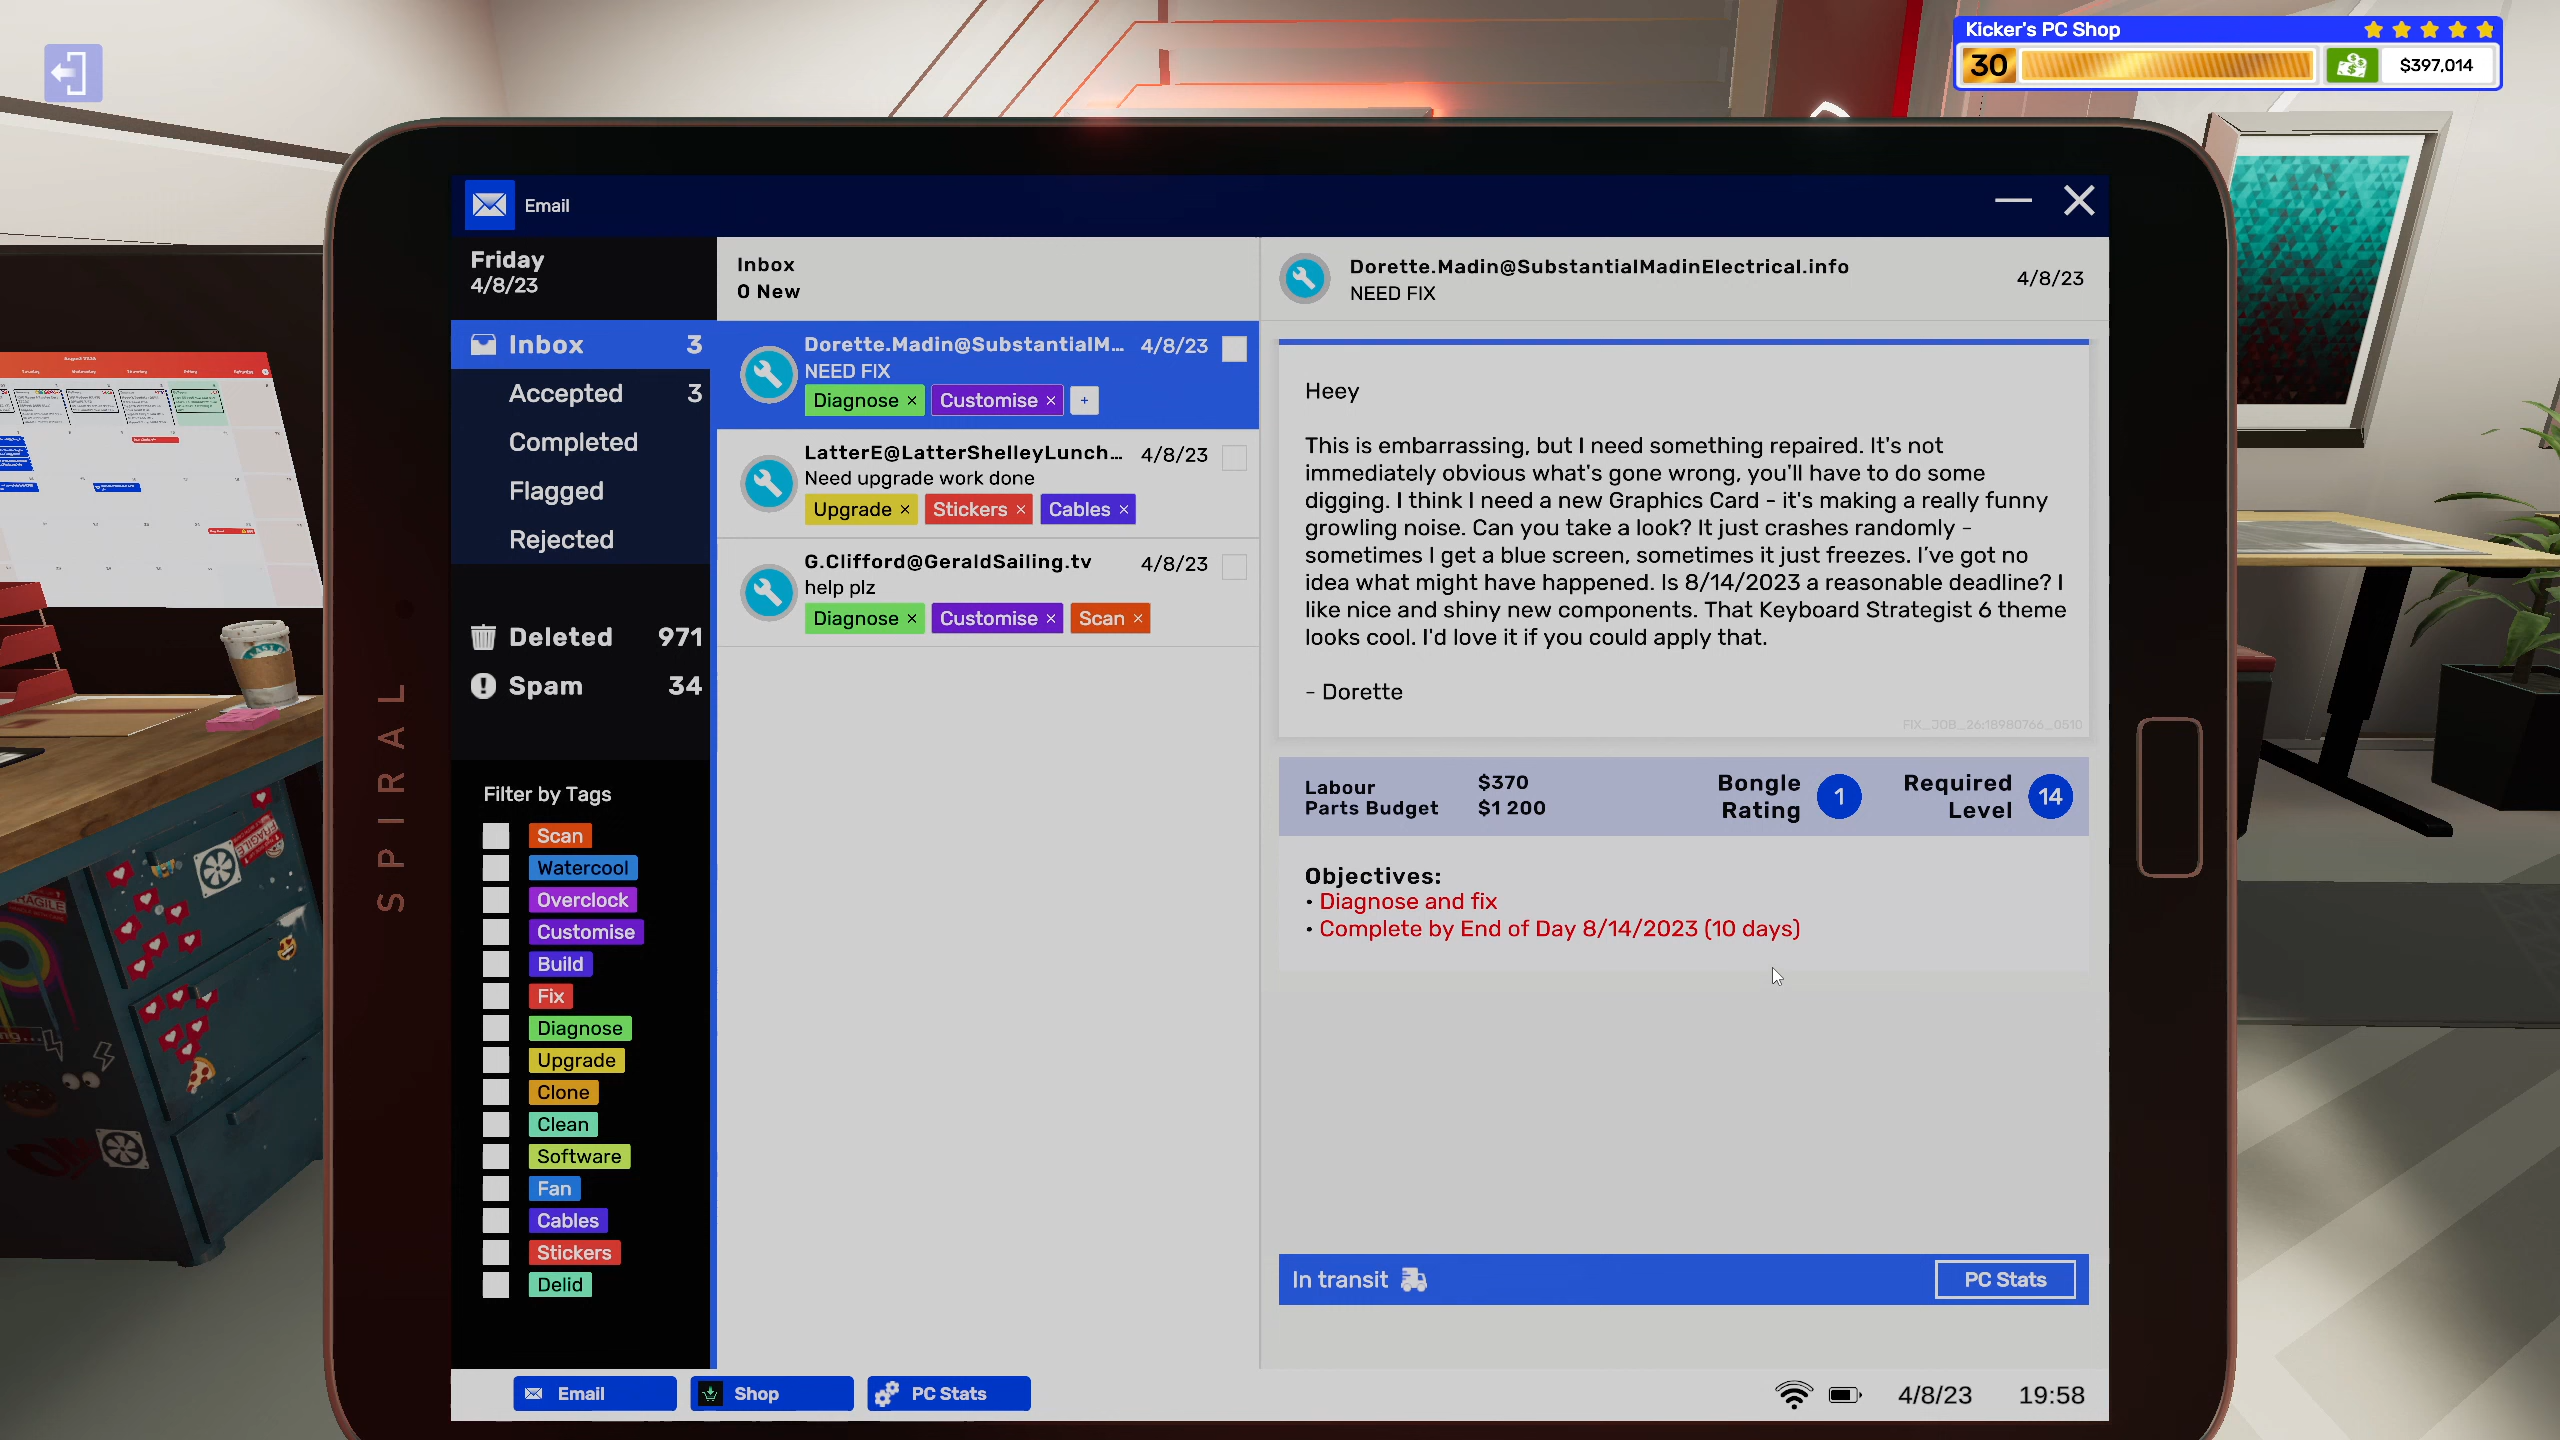 Kicker's PC Shop
30
$397,014
Email
Friday
4/8/23
Inbox 3
Accepted 3
Completed
Flagged
Rejected
Deleted 971
Spam 34
Filter by Tags
Scan
Watercool
Overclock
Customise
Build
Fix
Diagnose
Upgrade
Clone
Clean
Software
Fan
Cables
Stickers
Delid
Inbox
0 New
Dorette.Madin@SubstantialM... 4/8/23
NEED FIX
Diagnose × Customise × +
LatterE@LatterShelleyLunch... 4/8/23
Need upgrade work done
Upgrade × Stickers × Cables ×
G.Clifford@GeraldSailing.tv 4/8/23
help plz
Diagnose × Customise × Scan ×
Dorette.Madin@SubstantialMadinElectrical.info 4/8/23
NEED FIX
Heey
This is embarrassing, but I need something repaired. It's not
immediately obvious what's gone wrong, you'll have to do some
digging. I think I need a new Graphics Card - it's making a really funny
growling noise. Can you take a look? It just crashes randomly -
sometimes I get a blue screen, sometimes it just freezes. I've got no
idea what might have happened. Is 8/14/2023 a reasonable deadline? I
like nice and shiny new components. That Keyboard Strategist 6 theme
looks cool. I'd love it if you could apply that.
- Dorette
FIX_JOB_26:18980766_0510
Labour $370
Parts Budget $1 200
Bongle Rating 1
Required Level 14
Objectives:
• Diagnose and fix
• Complete by End of Day 8/14/2023 (10 days)
In transit
PC Stats
Email
Shop
PC Stats
4/8/23 19:58
SPIRAL
FRAGILE